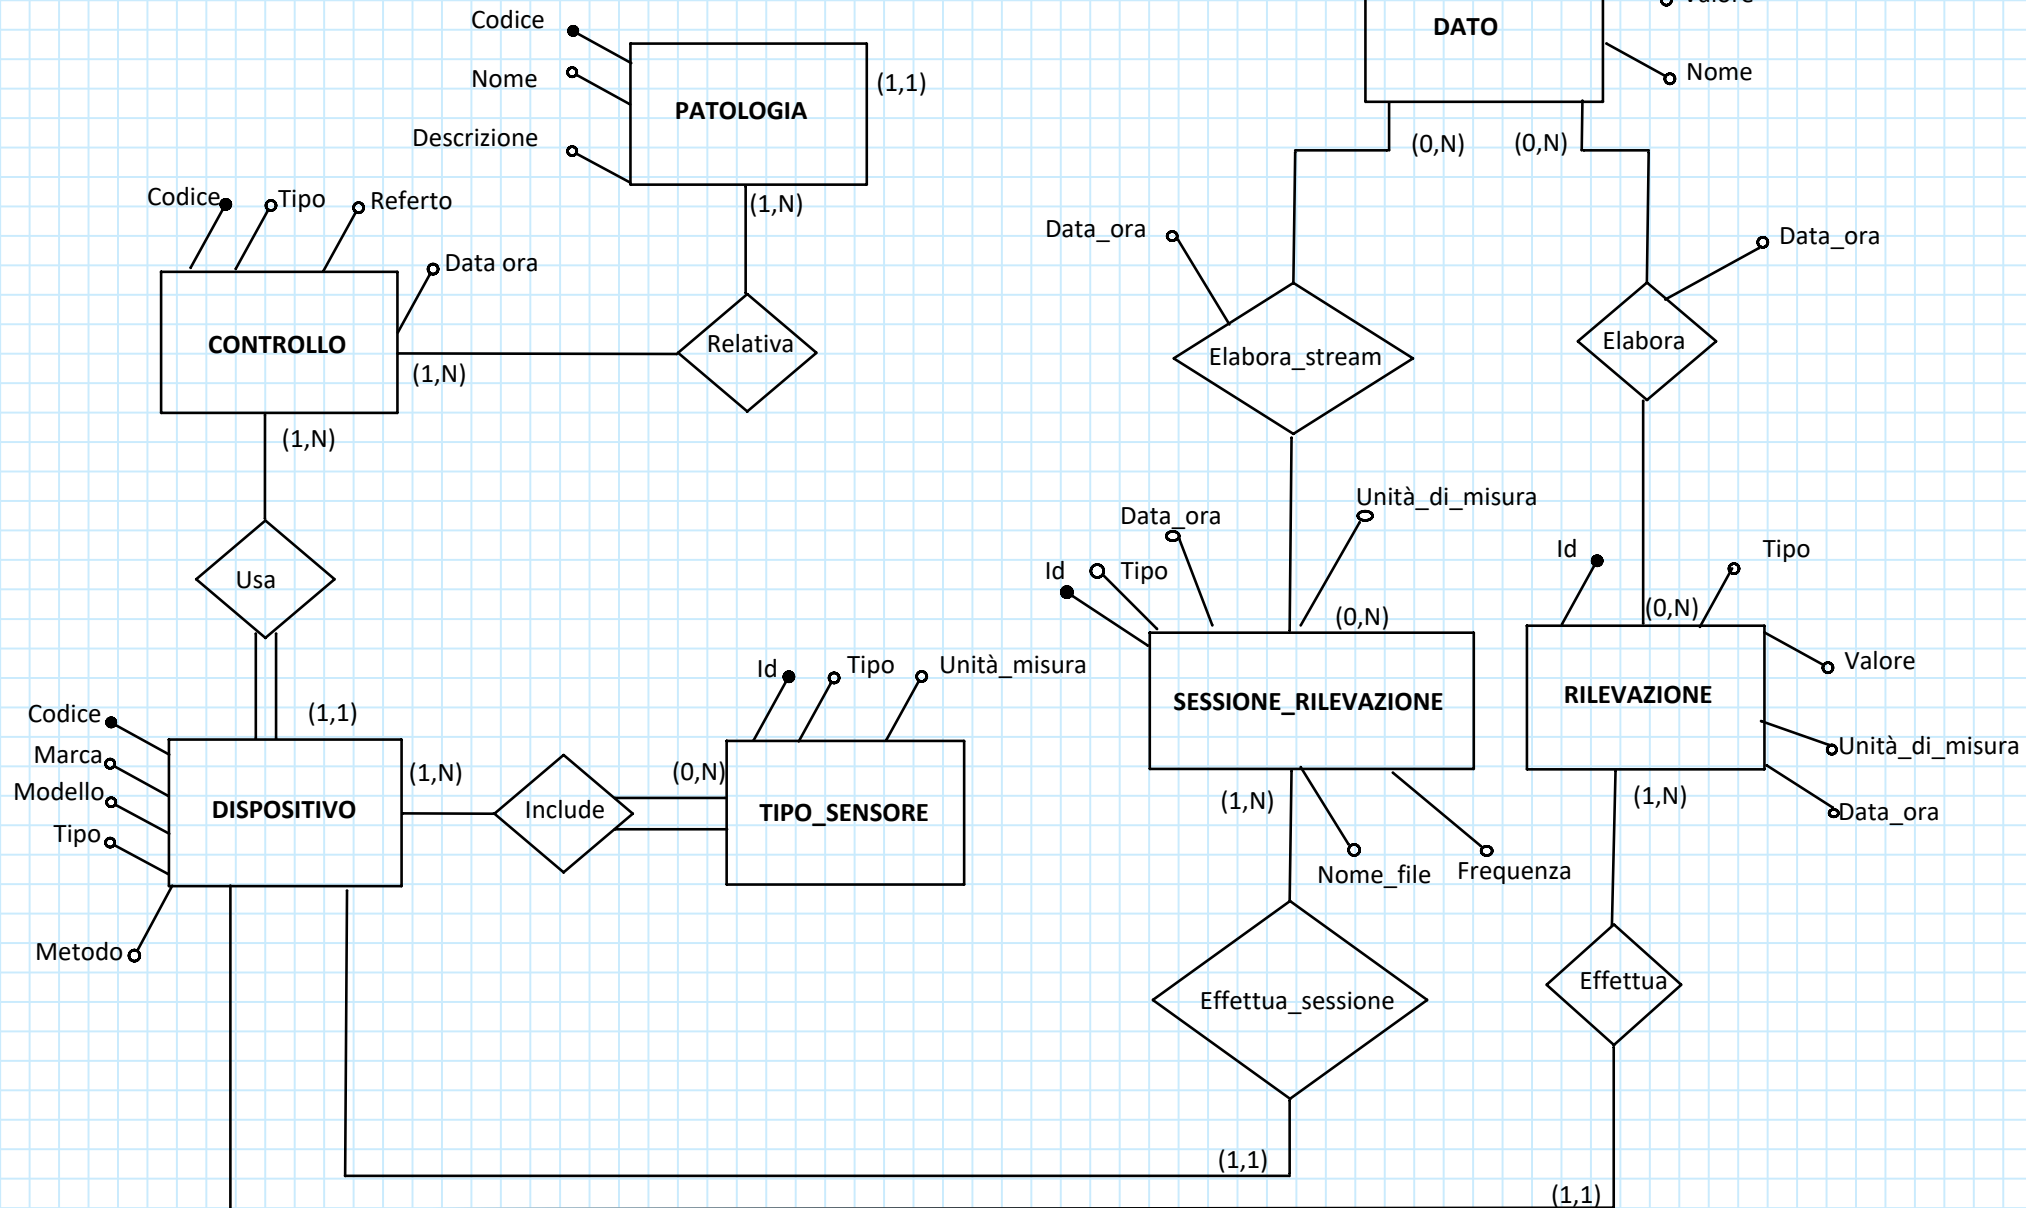 Codice
Nome
PATOLOGIA
(1,1)
Descrizione
(1,N)
DATO
Valore
Nome
(0,N)
(0,N)
Codice
Tipo
Referto
Data ora
CONTROLLO
(1,N)
Relativa
(1,N)
Data_ora
Elabora_stream
Data_ora
Elabora
Usa
(1,1)
Codice
Marca
Modello
Tipo
Metodo
DISPOSITIVO
(1,N)
Include
(0,N)
Id
Tipo
Unità_misura
TIPO_SENSORE
Data_ora
Unità_di_misura
Id
Tipo
(0,N)
SESSIONE_RILEVAZIONE
(1,N)
Nome_file
Frequenza
Effettua_sessione
(1,1)
Id
Tipo
(0,N)
RILEVAZIONE
Valore
Unità_di_misura
Data_ora
(1,N)
Effettua
(1,1)